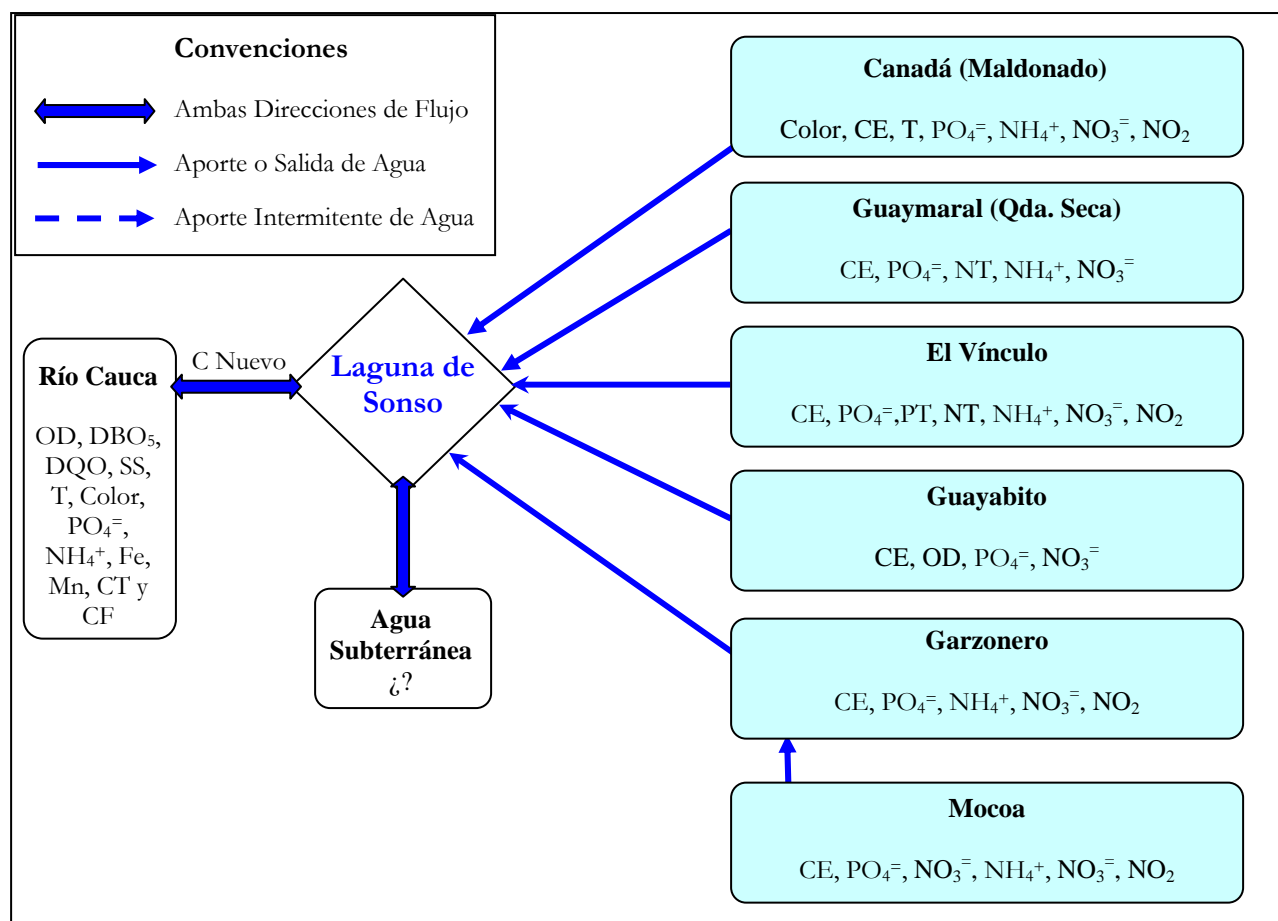 Convenciones
Ambas Direcciones de Flujo
Aporte o Salida de Agua
Aporte Intermitente de Agua
Canadá (Maldonado)
Color, CE, T, PO₄⁼, NH₄⁺, NO₃⁼, NO₂
Guaymaral (Qda. Seca)
CE, PO₄⁼, NT, NH₄⁺, NO₃⁼
El Vínculo
CE, PO₄⁼,PT, NT, NH₄⁺, NO₃⁼, NO₂
Guayabito
CE, OD, PO₄⁼, NO₃⁼
Garzonero
CE, PO₄⁼, NH₄⁺, NO₃⁼, NO₂
Mocoa
CE, PO₄⁼, NO₃⁼, NH₄⁺, NO₃⁼, NO₂
Laguna de
Sonso
C Nuevo
Río Cauca
OD, DBO₅,
DQO, SS,
T, Color,
PO₄⁼,
NH₄⁺, Fe,
Mn, CT y
CF
Agua
Subterránea
¿?